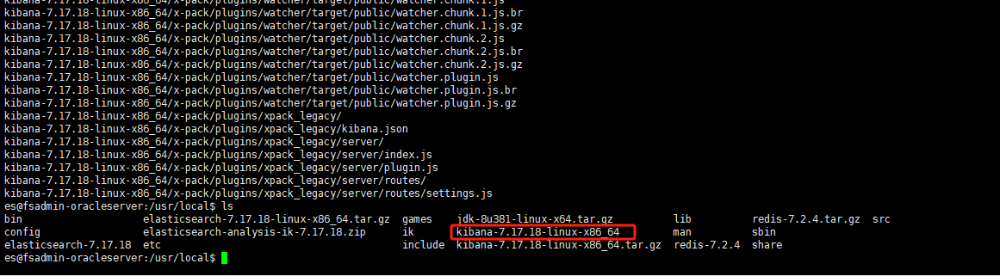 kibana-7.17.18-linux-x86_64/x-pack/plugins/watcher/target/public/watcher.chunk.1.js
kibana-7.17.18-linux-x86_64/x-pack/plugins/watcher/target/public/watcher.chunk.1.js.br
kibana-7.17.18-linux-x86_64/x-pack/plugins/watcher/target/public/watcher.chunk.1.js.gz
kibana-7.17.18-linux-x86_64/x-pack/plugins/watcher/target/public/watcher.chunk.2.js
kibana-7.17.18-linux-x86_64/x-pack/plugins/watcher/target/public/watcher.chunk.2.js.br
kibana-7.17.18-linux-x86_64/x-pack/plugins/watcher/target/public/watcher.chunk.2.js.gz
kibana-7.17.18-linux-x86_64/x-pack/plugins/watcher/target/public/watcher.plugin.js
kibana-7.17.18-linux-x86_64/x-pack/plugins/watcher/target/public/watcher.plugin.js.br
kibana-7.17.18-linux-x86_64/x-pack/plugins/watcher/target/public/watcher.plugin.js.gz
kibana-7.17.18-linux-x86_64/x-pack/plugins/xpack_legacy/
kibana-7.17.18-linux-x86_64/x-pack/plugins/xpack_legacy/kibana.json
kibana-7.17.18-linux-x86_64/x-pack/plugins/xpack_legacy/server/
kibana-7.17.18-linux-x86_64/x-pack/plugins/xpack_legacy/server/index.js
kibana-7.17.18-linux-x86_64/x-pack/plugins/xpack_legacy/server/plugin.js
kibana-7.17.18-linux-x86_64/x-pack/plugins/xpack_legacy/server/routes/
kibana-7.17.18-linux-x86_64/x-pack/plugins/xpack_legacy/server/routes/settings.js
es@fsadmin-oracleserver:/usr/local$ ls
bin elasticsearch-7.17.18-linux-x86_64.tar.gz games jdk-8u381-linux-x64.tar.gz lib redis-7.2.4.tar.gz src
config elasticsearch-analysis-ik-7.17.18.zip ik kibana-7.17.18-linux-x86_64 man sbin
elasticsearch-7.17.18 etc include kibana-7.17.18-linux-x86_64.tar.gz redis-7.2.4 share
es@fsadmin-oracleserver:/usr/local$